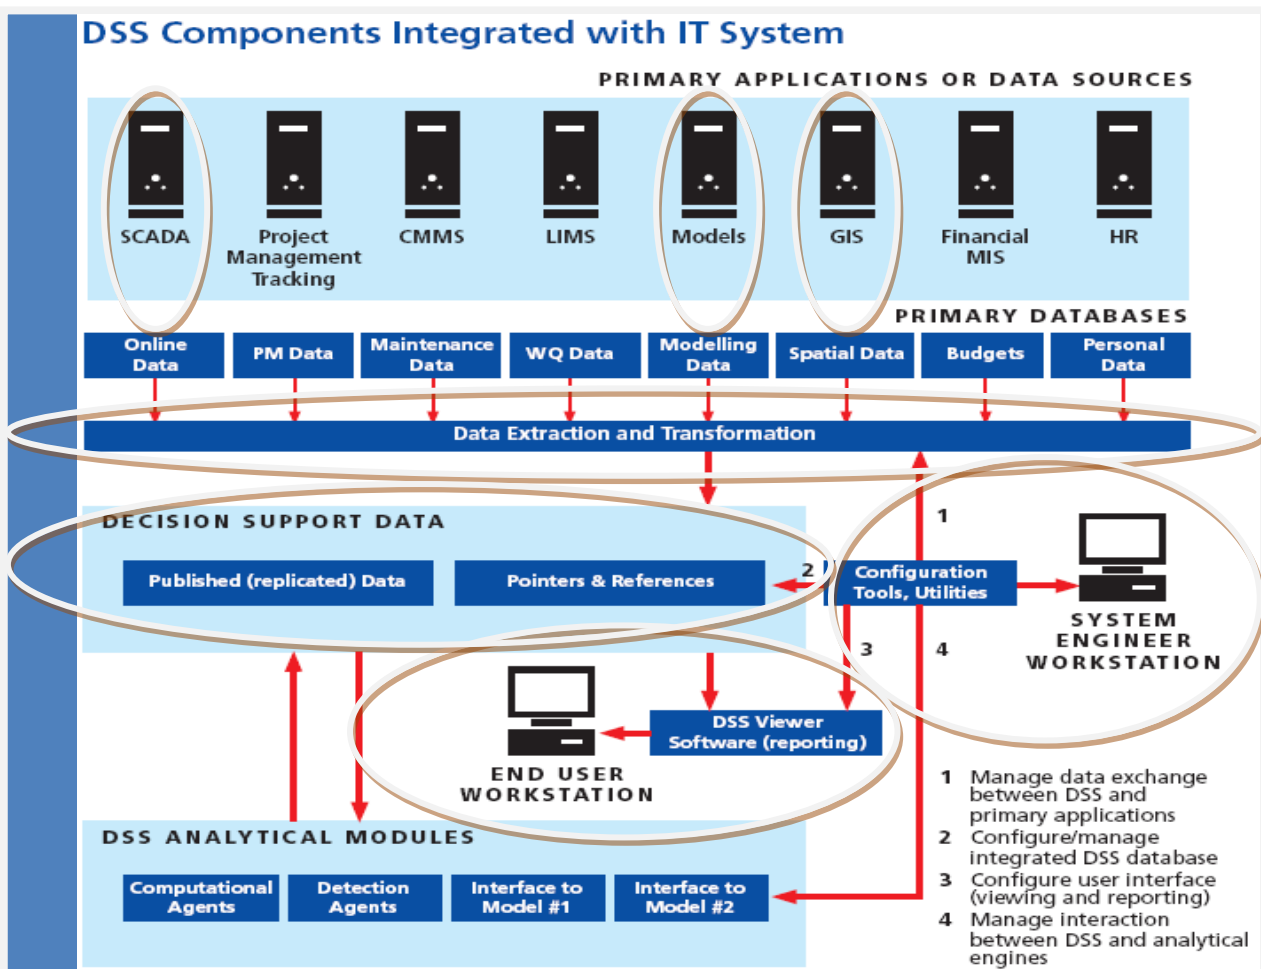 DSS Components Integrated with IT System
PRIMARY APPLICATIONS OR DATA SOURCES
SCADA
Project
Management
Tracking
CMMS
LIMS
Models
GIS
Financial
MIS
HR
PRIMARY DATABASES
Online
Data
PM Data
Maintenance
Data
WQ Data
Modelling
Data
Spatial Data
Budgets
Personal
Data
Data Extraction and Transformation
DECISION SUPPORT DATA
Published (replicated) Data
Pointers & References
1
2
Configuration
Tools, Utilities
3
4
SYSTEM
ENGINEER
WORKSTATION
DSS Viewer
Software (reporting)
END USER
WORKSTATION
DSS ANALYTICAL MODULES
Computational
Agents
Detection
Agents
Interface to
Model #1
Interface to
Model #2
1 Manage data exchange
between DSS and
primary applications
2 Configure/manage
integrated DSS database
3 Configure user interface
(viewing and reporting)
4 Manage interaction
between DSS and analytical
engines